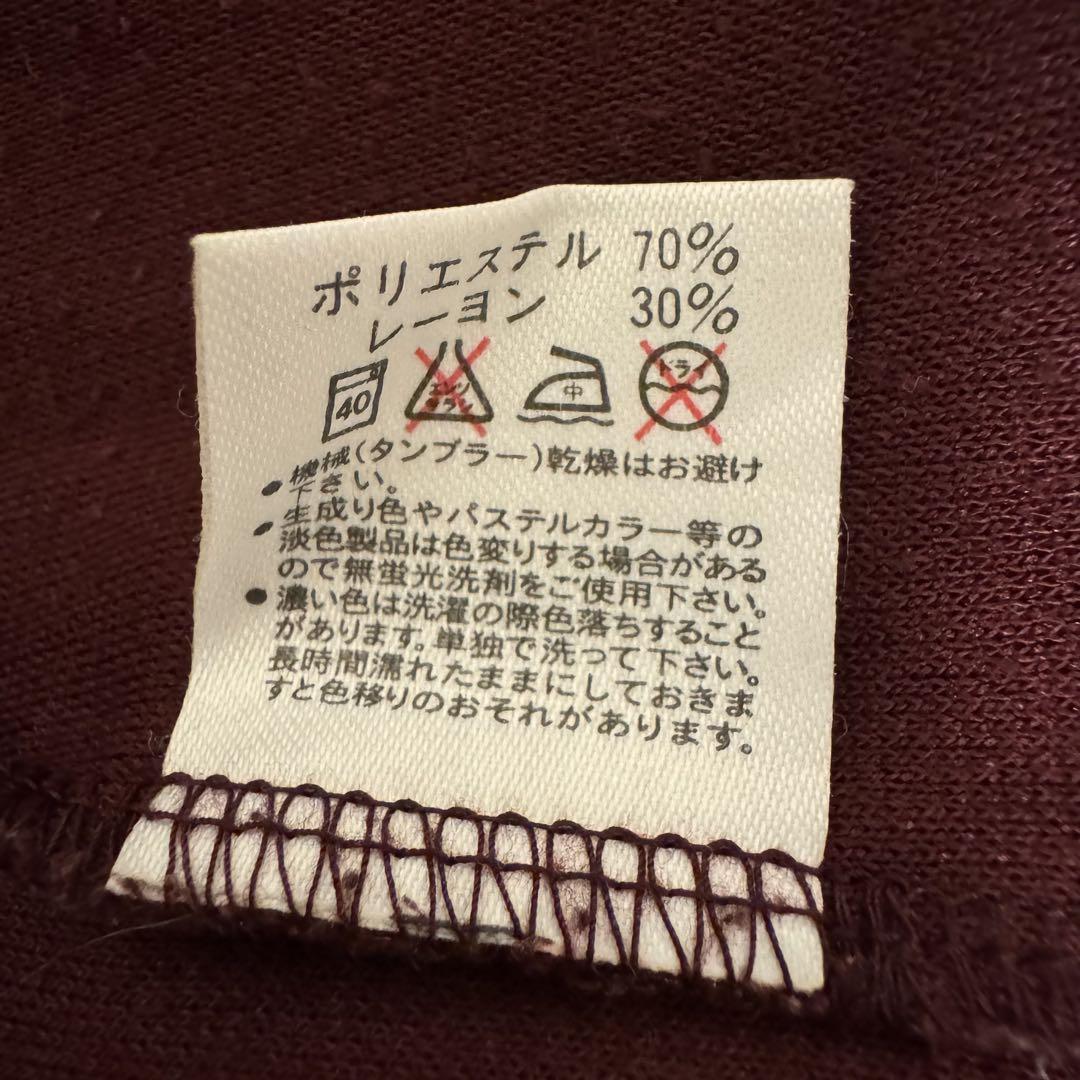 ポリエステル 70%
レーヨン 30%
40 エンソサラシ 中 ドライ
●機械(タンブラー)乾燥はお避け
下さい。
●生成り色やパステルカラー等の
淡色製品は色変りする場合がある
ので無蛍光洗剤をご使用下さい。
●濃い色は洗濯の際色落ちすること
があります。単独で洗って下さい。
長時間濡れたままにしておきま
すと色移りのおそれがあります。